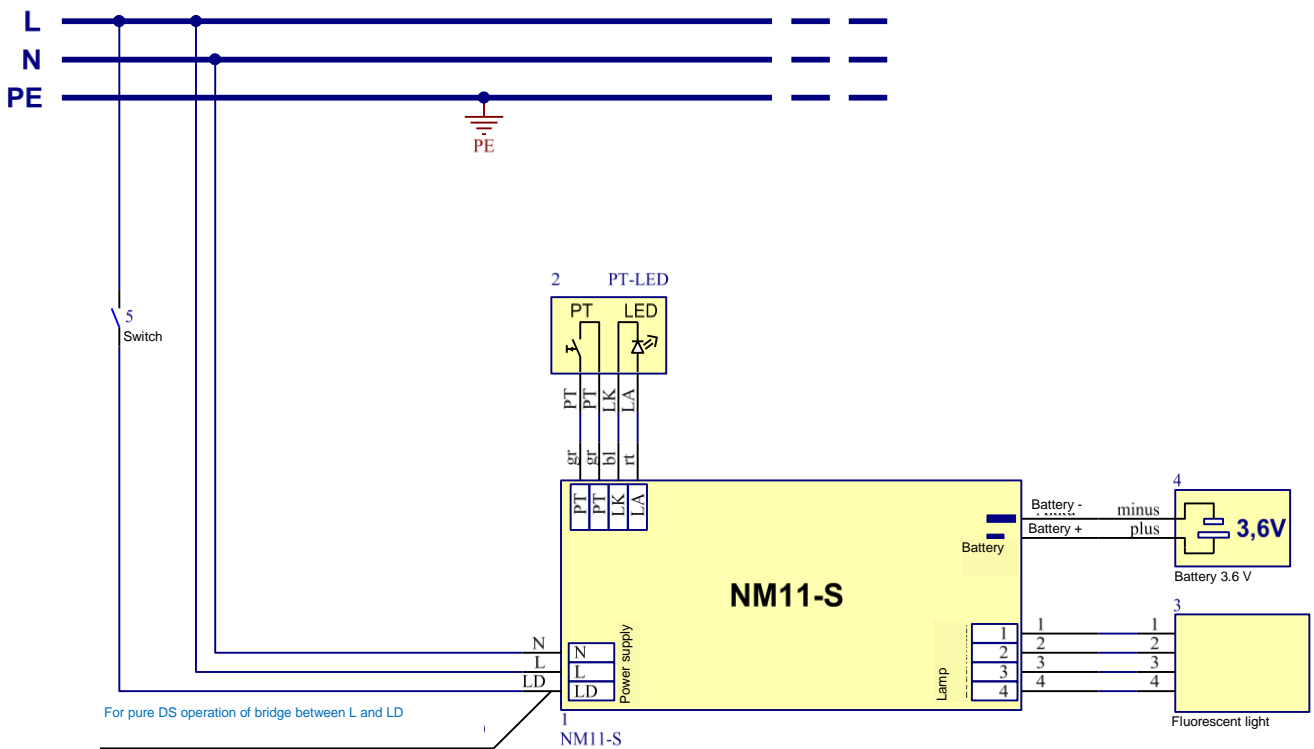 L
N
PE
PE
5
Switch
2 PT-LED
PT LED
PT PT LK LA
gr gr bl rt
PT PT LK LA
NM11-S
Battery -
Battery +
Battery
minus
plus
4
3,6V
Battery 3.6 V
3
N
L
LD
N
L
LD
Power supply
Lamp
1 1 1
2 2 2
3 3 3
4 4 4
Fluorescent light
For pure DS operation of bridge between L and LD
1
NM11-S